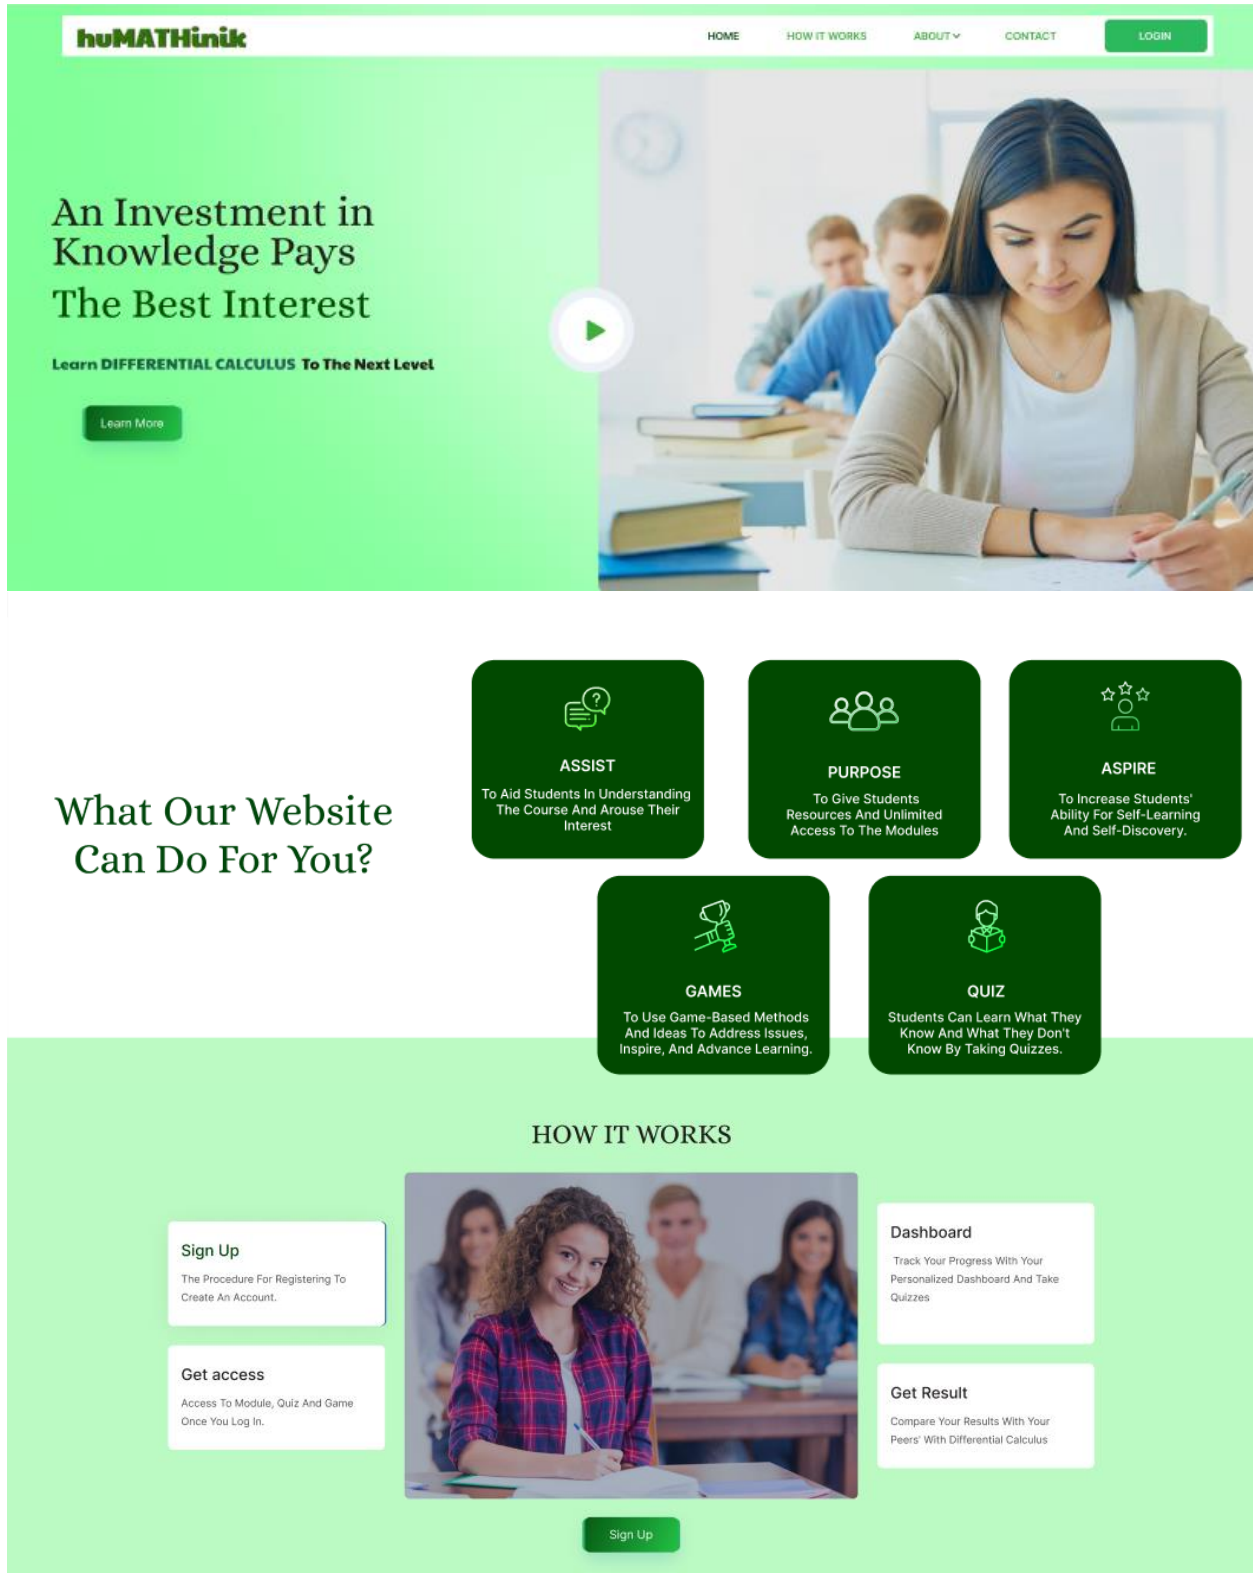 huMATHinik
HOME
HOW IT WORKS
ABOUT
CONTACT
LOGIN
An Investment in
Knowledge Pays
The Best Interest
Learn DIFFERENTIAL CALCULUS To The Next Level
Learn More
What Our Website
Can Do For You?
ASSIST
To Aid Students In Understanding
The Course And Arouse Their
Interest
PURPOSE
To Give Students
Resources And Unlimited
Access To The Modules
ASPIRE
To Increase Students'
Ability For Self-Learning
And Self-Discovery.
GAMES
To Use Game-Based Methods
And Ideas To Address Issues,
Inspire, And Advance Learning.
QUIZ
Students Can Learn What They
Know And What They Don't
Know By Taking Quizzes.
HOW IT WORKS
Sign Up
The Procedure For Registering To
Create An Account.
Get access
Access To Module, Quiz And Game
Once You Log In.
Dashboard
Track Your Progress With Your
Personalized Dashboard And Take
Quizzes
Get Result
Compare Your Results With Your
Peers' With Differential Calculus
Sign Up